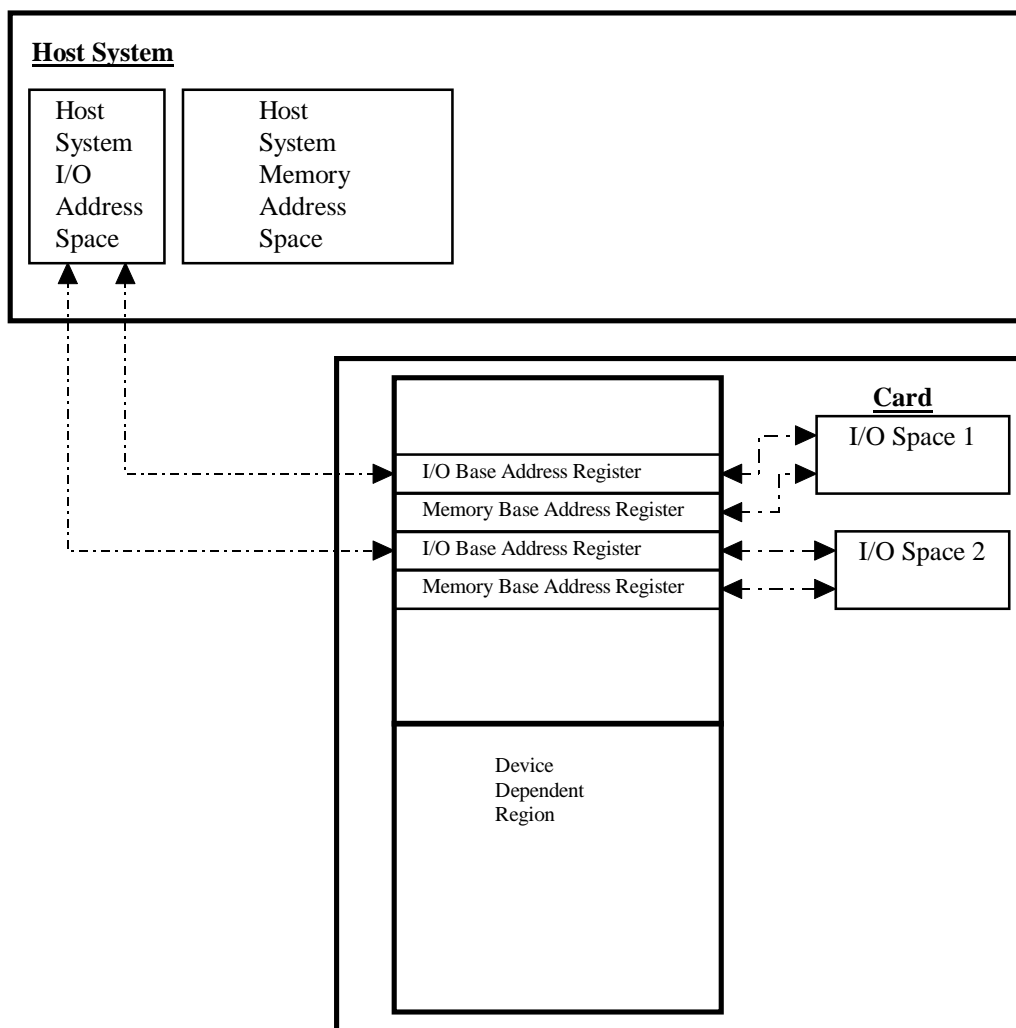 Host System
Host
System
I/O
Address
Space
Host
System
Memory
Address
Space
Card
I/O Space 1
I/O Base Address Register
Memory Base Address Register
I/O Base Address Register
I/O Space 2
Memory Base Address Register
Device
Dependent
Region